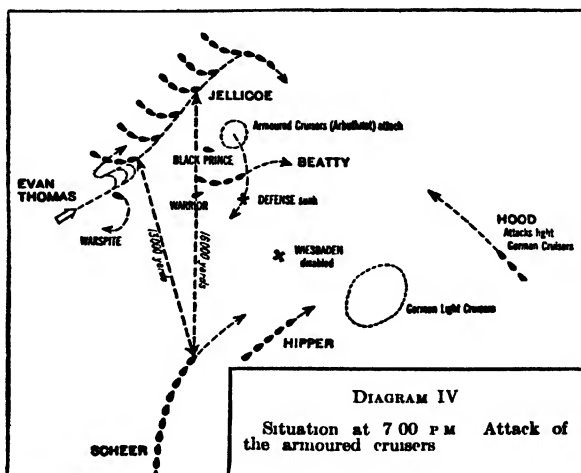 JELLICOE
Armoured Cruisers (Arbuthnot) attack
BLACK PRINCE
BEATTY
EVAN
THOMAS
WARRIOR
DEFENSE sunk
WARSPITE
HOOD
Attacks light
German Cruisers
13000 yards
16000 yards
WIESBADEN
disabled
German Light Cruisers
HIPPER
SCHEER
DIAGRAM IV
Situation at 7 00 PM Attack of
the armoured cruisers